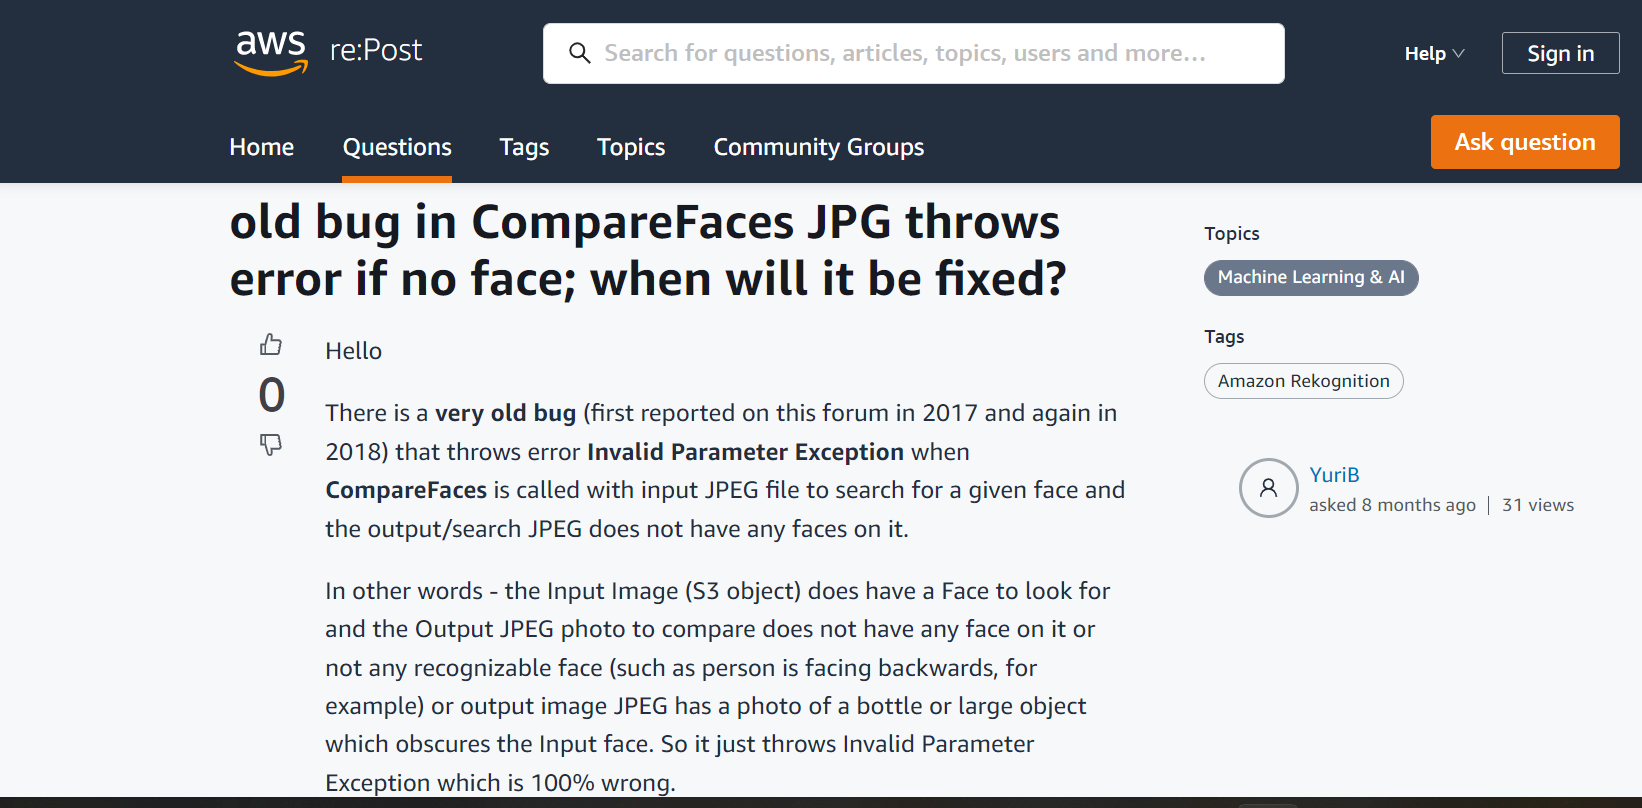 aws re:Post
Search for questions, articles, topics, users and more...
Help
Sign in
Home Questions Tags Topics Community Groups
Ask question
old bug in CompareFaces JPG throws
error if no face; when will it be fixed?
0
Hello
There is a very old bug (first reported on this forum in 2017 and again in
2018) that throws error Invalid Parameter Exception when
CompareFaces is called with input JPEG file to search for a given face and
the output/search JPEG does not have any faces on it.
In other words - the Input Image (S3 object) does have a Face to look for
and the Output JPEG photo to compare does not have any face on it or
not any recognizable face (such as person is facing backwards, for
example) or output image JPEG has a photo of a bottle or large object
which obscures the Input face. So it just throws Invalid Parameter
Exception which is 100% wrong.
Topics
Machine Learning & AI
Tags
Amazon Rekognition
YuriB
asked 8 months ago | 31 views